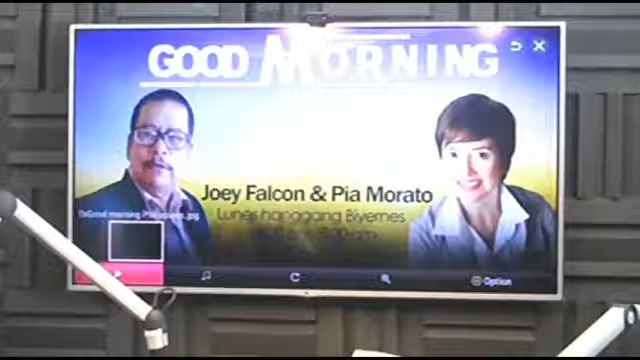 GOOD MORNING
Joey Falcon & Pia Morato
Lunes hanggang Biyernes
Option